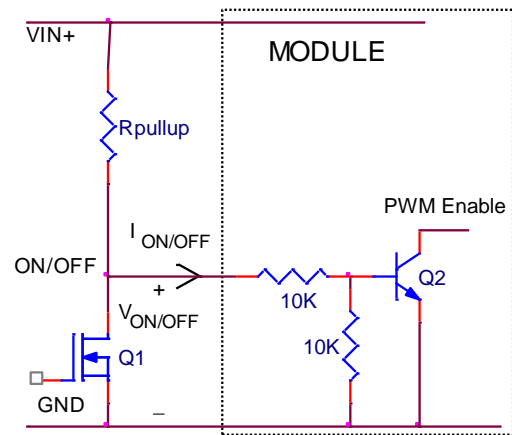 VIN+
MODULE
Rpullup
PWM Enable
I ON/OFF
ON/OFF
+
10K
Q2
V ON/OFF
10K
Q1
GND
_